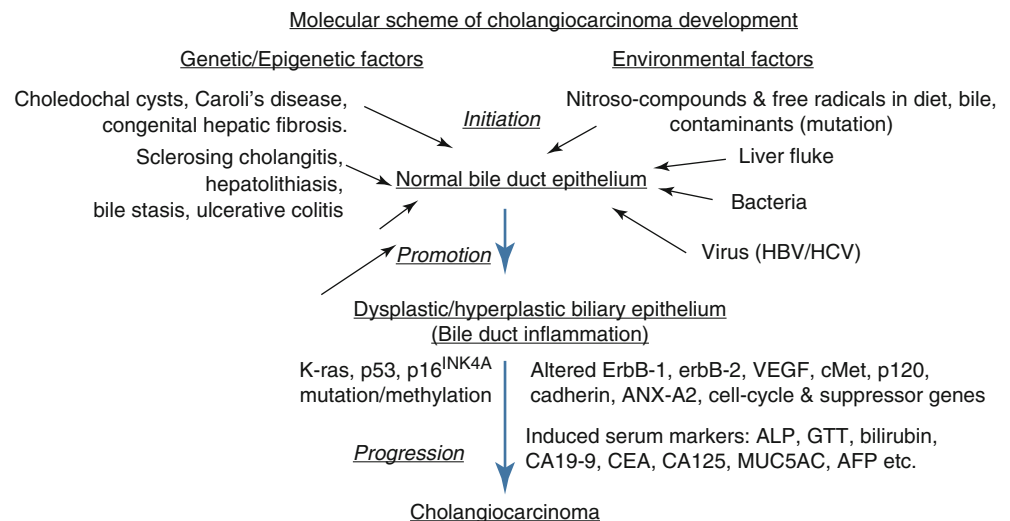 Molecular scheme of cholangiocarcinoma development
Genetic/Epigenetic factors
Environmental factors
Choledochal cysts, Caroli's disease,
congenital hepatic fibrosis.
Initiation
Nitroso-compounds & free radicals in diet, bile,
contaminants (mutation)
Sclerosing cholangitis,
hepatolithiasis,
bile stasis, ulcerative colitis
Normal bile duct epithelium
Liver fluke
Bacteria
Virus (HBV/HCV)
Promotion
Dysplastic/hyperplastic biliary epithelium
(Bile duct inflammation)
K-ras, p53, p16INK4A
mutation/methylation
Altered ErbB-1, erbB-2, VEGF, cMet, p120,
cadherin, ANX-A2, cell-cycle & suppressor genes
Progression
Induced serum markers: ALP, GTT, bilirubin,
CA19-9, CEA, CA125, MUC5AC, AFP etc.
Cholangiocarcinoma